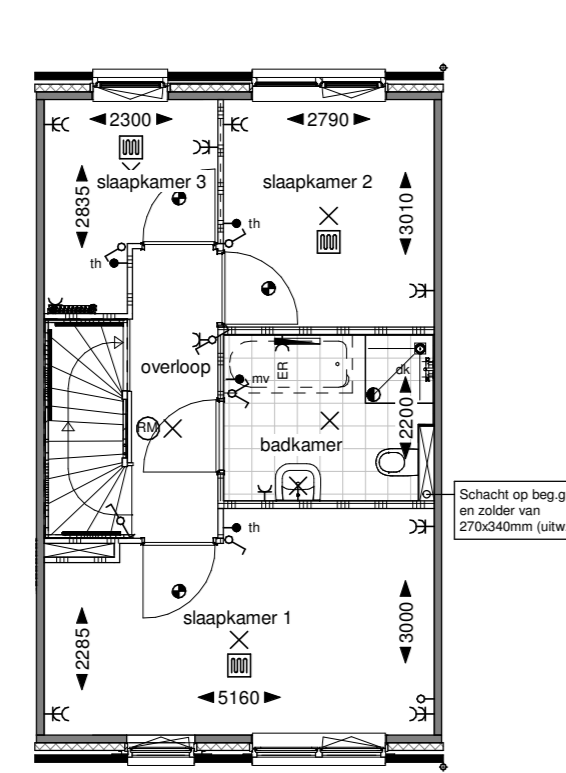 2300
2790
slaapkamer 3
slaapkamer 2
2835
3010
th
th
overloop
ER
dk
mv
2200
RM
badkamer
Schacht op beg.g
en zolder van
270x340mm (uitw.
th
slaapkamer 1
2285
3000
5160